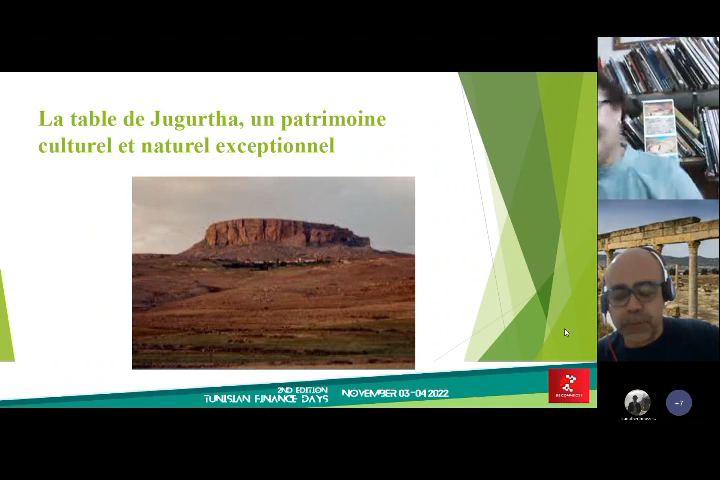 La table de Jugurtha, un patrimoine
culturel et naturel exceptionnel
2ND EDITION
TUNISIAN FINANCE DAYS
NOVEMBER 03-04 2022
+7